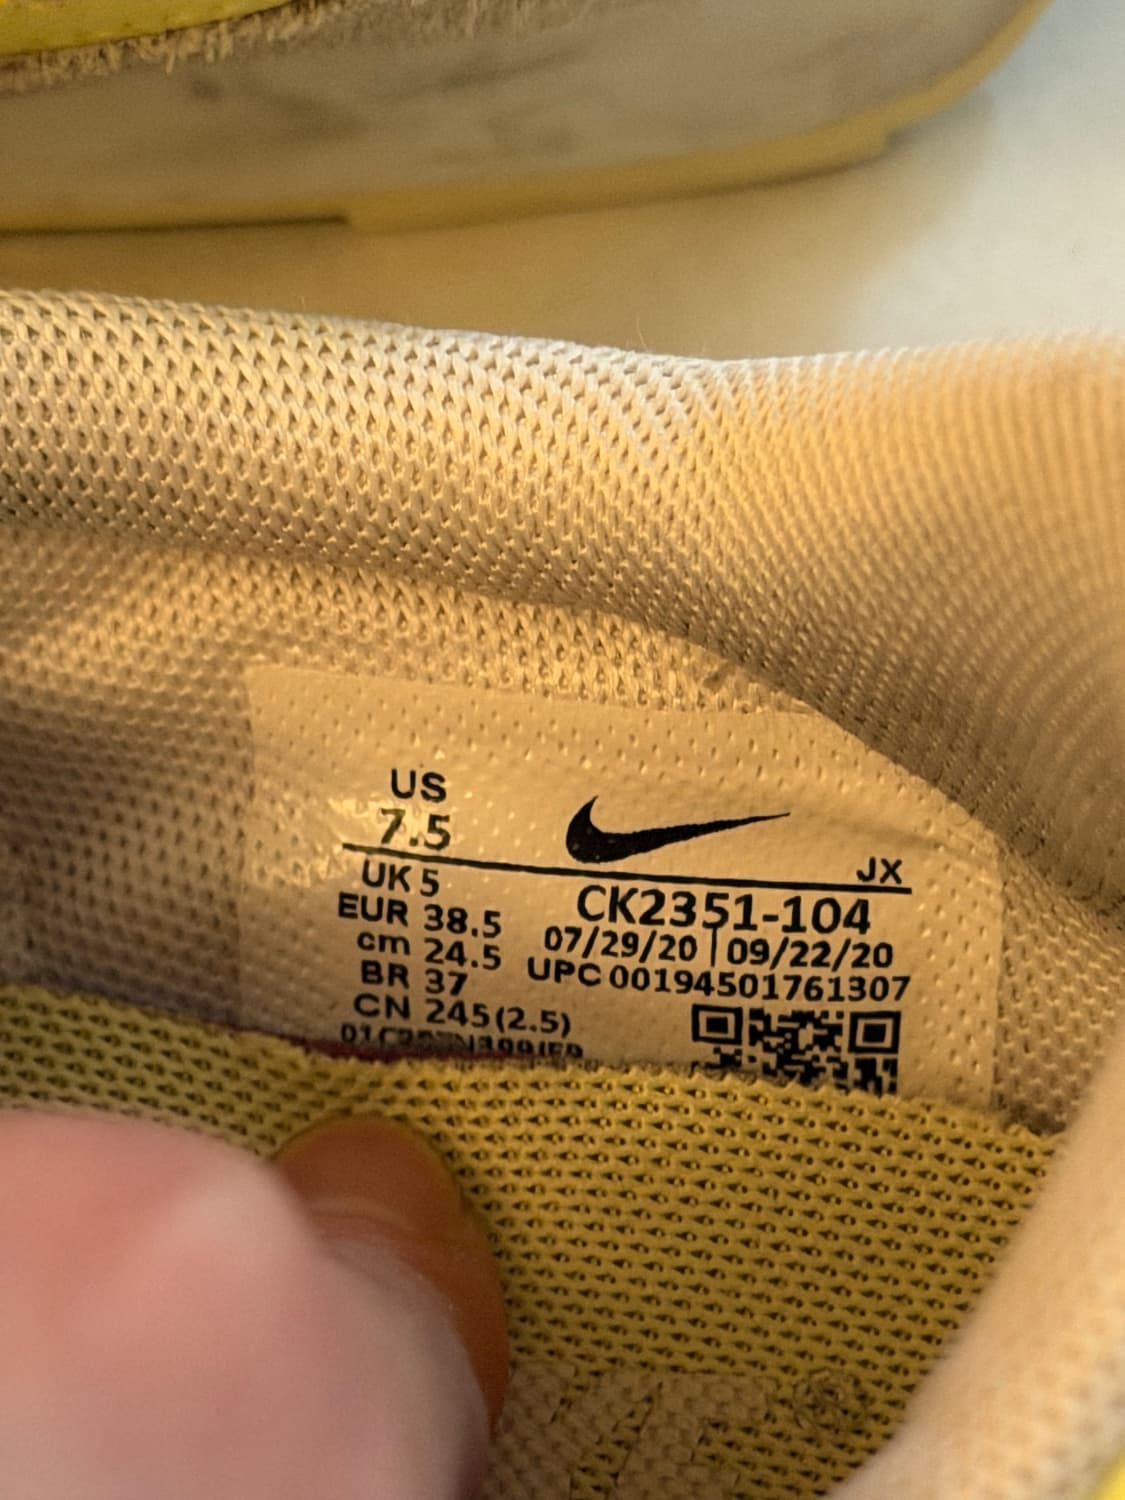 US
7.5
JX
UK 5
CK2351-104
EUR 38.5
07/29/20 | 09/22/20
cm 24.5
UPC 00194501761307
BR 37
CN 245(2.5)